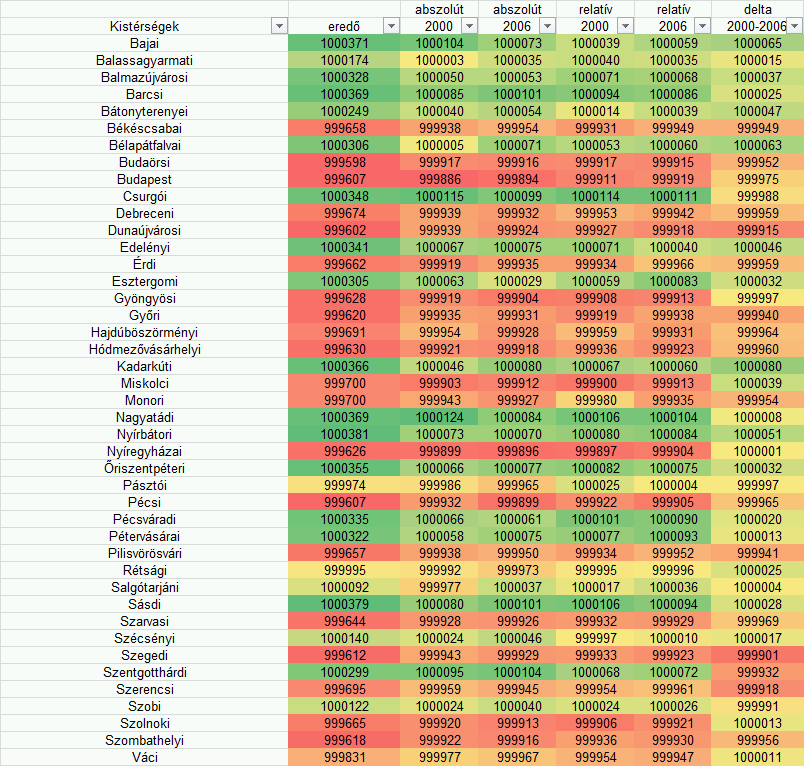 abszolút abszolút relatív relatív delta
Kistérségek eredő 2000 2006 2000 2006 2000-2006
Bajai 1000371 1000104 1000073 1000039 1000059 1000065
Balassagyarmati 1000174 1000003 1000035 1000040 1000035 1000015
Balmazújvárosi 1000328 1000050 1000053 1000071 1000068 1000037
Barcsi 1000369 1000085 1000101 1000094 1000086 1000025
Bátonyterenyei 1000249 1000040 1000054 1000014 1000039 1000047
Békéscsabai 999658 999938 999954 999931 999949 999949
Bélapátfalvai 1000306 1000005 1000071 1000053 1000060 1000063
Budaörsi 999598 999917 999916 999917 999915 999952
Budapest 999607 999886 999894 999911 999919 999975
Csurgói 1000348 1000115 1000099 1000114 1000111 999988
Debreceni 999674 999939 999932 999953 999942 999959
Dunaújvárosi 999602 999939 999924 999927 999918 999915
Edelényi 1000341 1000067 1000075 1000071 1000040 1000046
Érdi 999662 999919 999935 999934 999966 999959
Esztergomi 1000305 1000063 1000029 1000059 1000083 1000032
Gyöngyösi 999628 999919 999904 999908 999913 999997
Győri 999620 999935 999931 999919 999938 999940
Hajdúböszörményi 999691 999954 999928 999959 999931 999964
Hódmezővásárhelyi 999630 999921 999918 999936 999923 999960
Kadarkúti 1000366 1000046 1000080 1000067 1000060 1000080
Miskolci 999700 999903 999912 999900 999913 1000039
Monori 999700 999943 999927 999980 999935 999954
Nagyatádi 1000369 1000124 1000084 1000106 1000104 1000008
Nyírbátori 1000381 1000073 1000070 1000080 1000084 1000051
Nyíregyházai 999626 999899 999896 999897 999904 1000001
Őriszentpéteri 1000355 1000066 1000077 1000082 1000075 1000032
Pásztói 999974 999986 999965 1000025 1000004 999997
Pécsi 999607 999932 999899 999922 999905 999965
Pécsváradi 1000335 1000066 1000061 1000101 1000090 1000020
Pétervásárai 1000322 1000058 1000075 1000077 1000093 1000013
Pilisvörösvári 999657 999938 999950 999934 999952 999941
Rétsági 999995 999992 999973 999995 999996 1000025
Salgótarjáni 1000092 999977 1000037 1000017 1000036 1000004
Sásdi 1000379 1000080 1000101 1000106 1000094 1000028
Szarvasi 999644 999928 999926 999932 999929 999969
Szécsényi 1000140 1000024 1000046 999997 1000010 1000017
Szegedi 999612 999943 999929 999933 999923 999901
Szentgotthárdi 1000299 1000095 1000104 1000068 1000072 999932
Szerencsi 999695 999959 999945 999954 999961 999918
Szobi 1000122 1000024 1000040 1000024 1000026 999991
Szolnoki 999665 999920 999913 999906 999921 1000013
Szombathelyi 999618 999922 999916 999936 999930 999956
Váci 999831 999977 999967 999954 999947 1000011